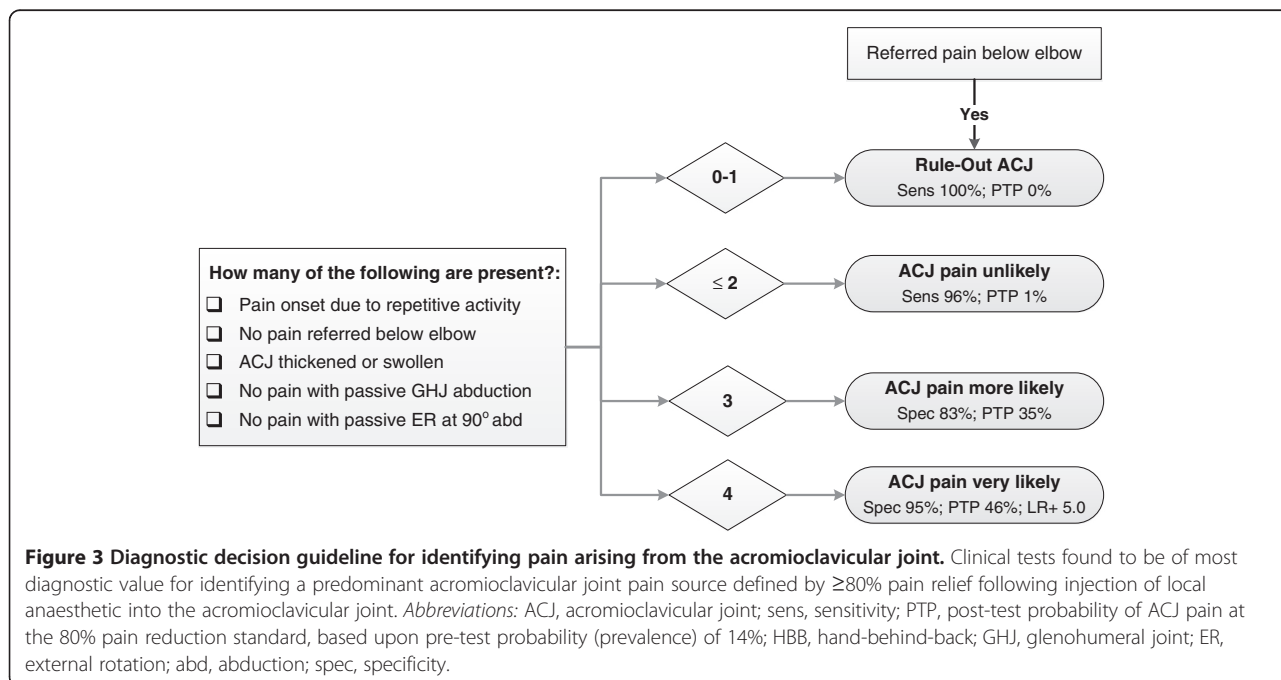 Referred pain below elbow
Yes
0-1
Rule-Out ACJ
Sens 100%; PTP 0%
How many of the following are present?:
❑ Pain onset due to repetitive activity
❑ No pain referred below elbow
❑ ACJ thickened or swollen
❑ No pain with passive GHJ abduction
❑ No pain with passive ER at 90° abd
≤ 2
ACJ pain unlikely
Sens 96%; PTP 1%
3
ACJ pain more likely
Spec 83%; PTP 35%
4
ACJ pain very likely
Spec 95%; PTP 46%; LR+ 5.0
Figure 3 Diagnostic decision guideline for identifying pain arising from the acromioclavicular joint. Clinical tests found to be of most
diagnostic value for identifying a predominant acromioclavicular joint pain source defined by ≥80% pain relief following injection of local
anaesthetic into the acromioclavicular joint. Abbreviations: ACJ, acromioclavicular joint; sens, sensitivity; PTP, post-test probability of ACJ pain at
the 80% pain reduction standard, based upon pre-test probability (prevalence) of 14%; HBB, hand-behind-back; GHJ, glenohumeral joint; ER,
external rotation; abd, abduction; spec, specificity.